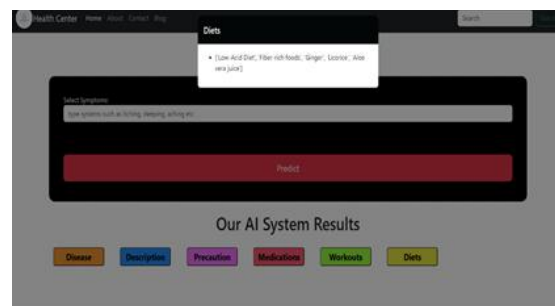 Health Center Home About Contact Blog
Search
Diets
[Low Acid Diet', 'Fiber rich foods', 'Ginger', 'Licorice', 'Aloe
vera juice']
Select Symptoms:
type systems such as itching, sleeping, aching etc
Predict
Our AI System Results
Disease Description Precaution Medications Workouts Diets